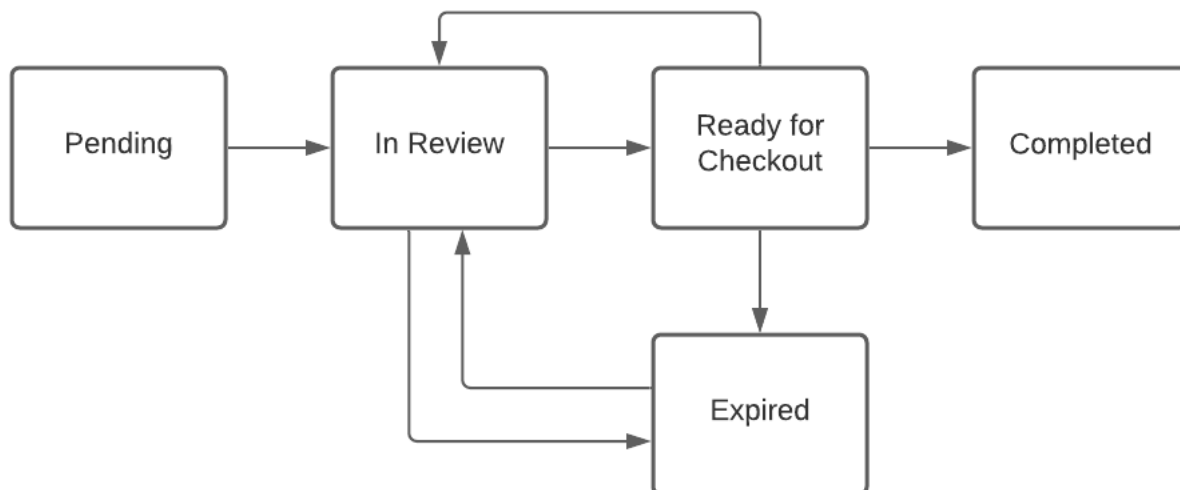 Pending
In Review
Ready for
Checkout
Completed
Expired